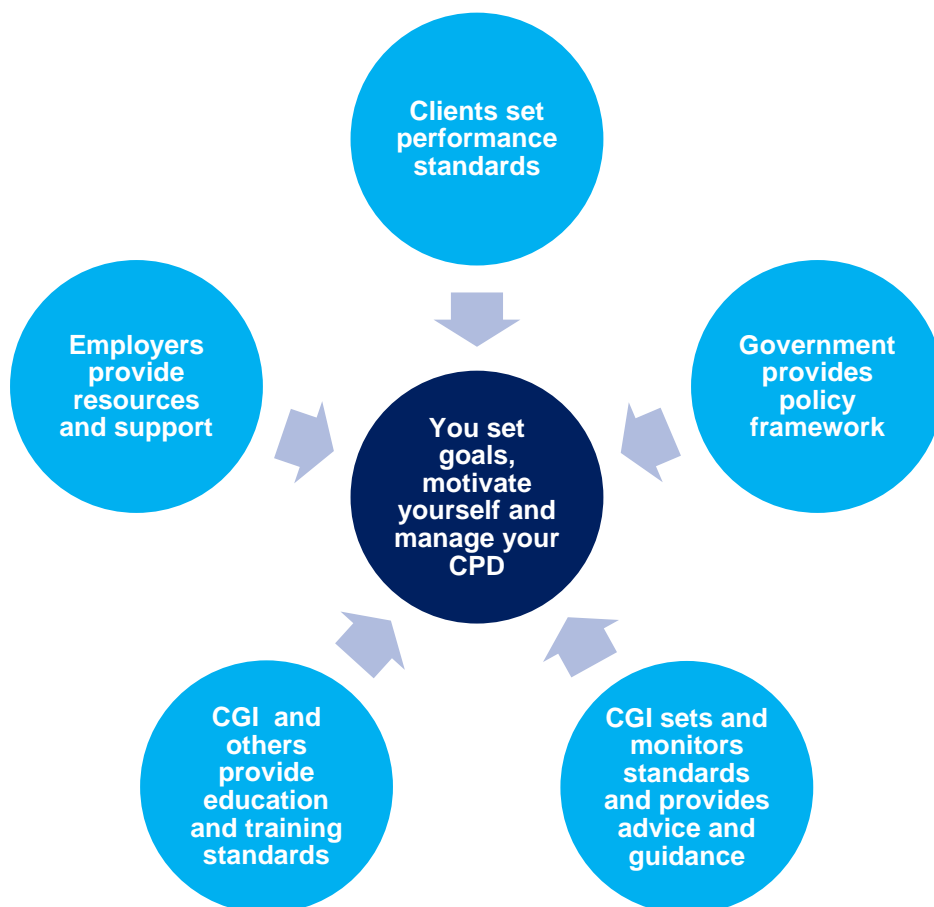 Clients set
performance
standards
Employers
provide
resources
and support
Government
provides
policy
framework
You set
goals,
motivate
yourself and
manage your
CPD
CGI  and
others
provide
education
and training
standards
CGI sets and
monitors
standards
and provides
advice and
guidance